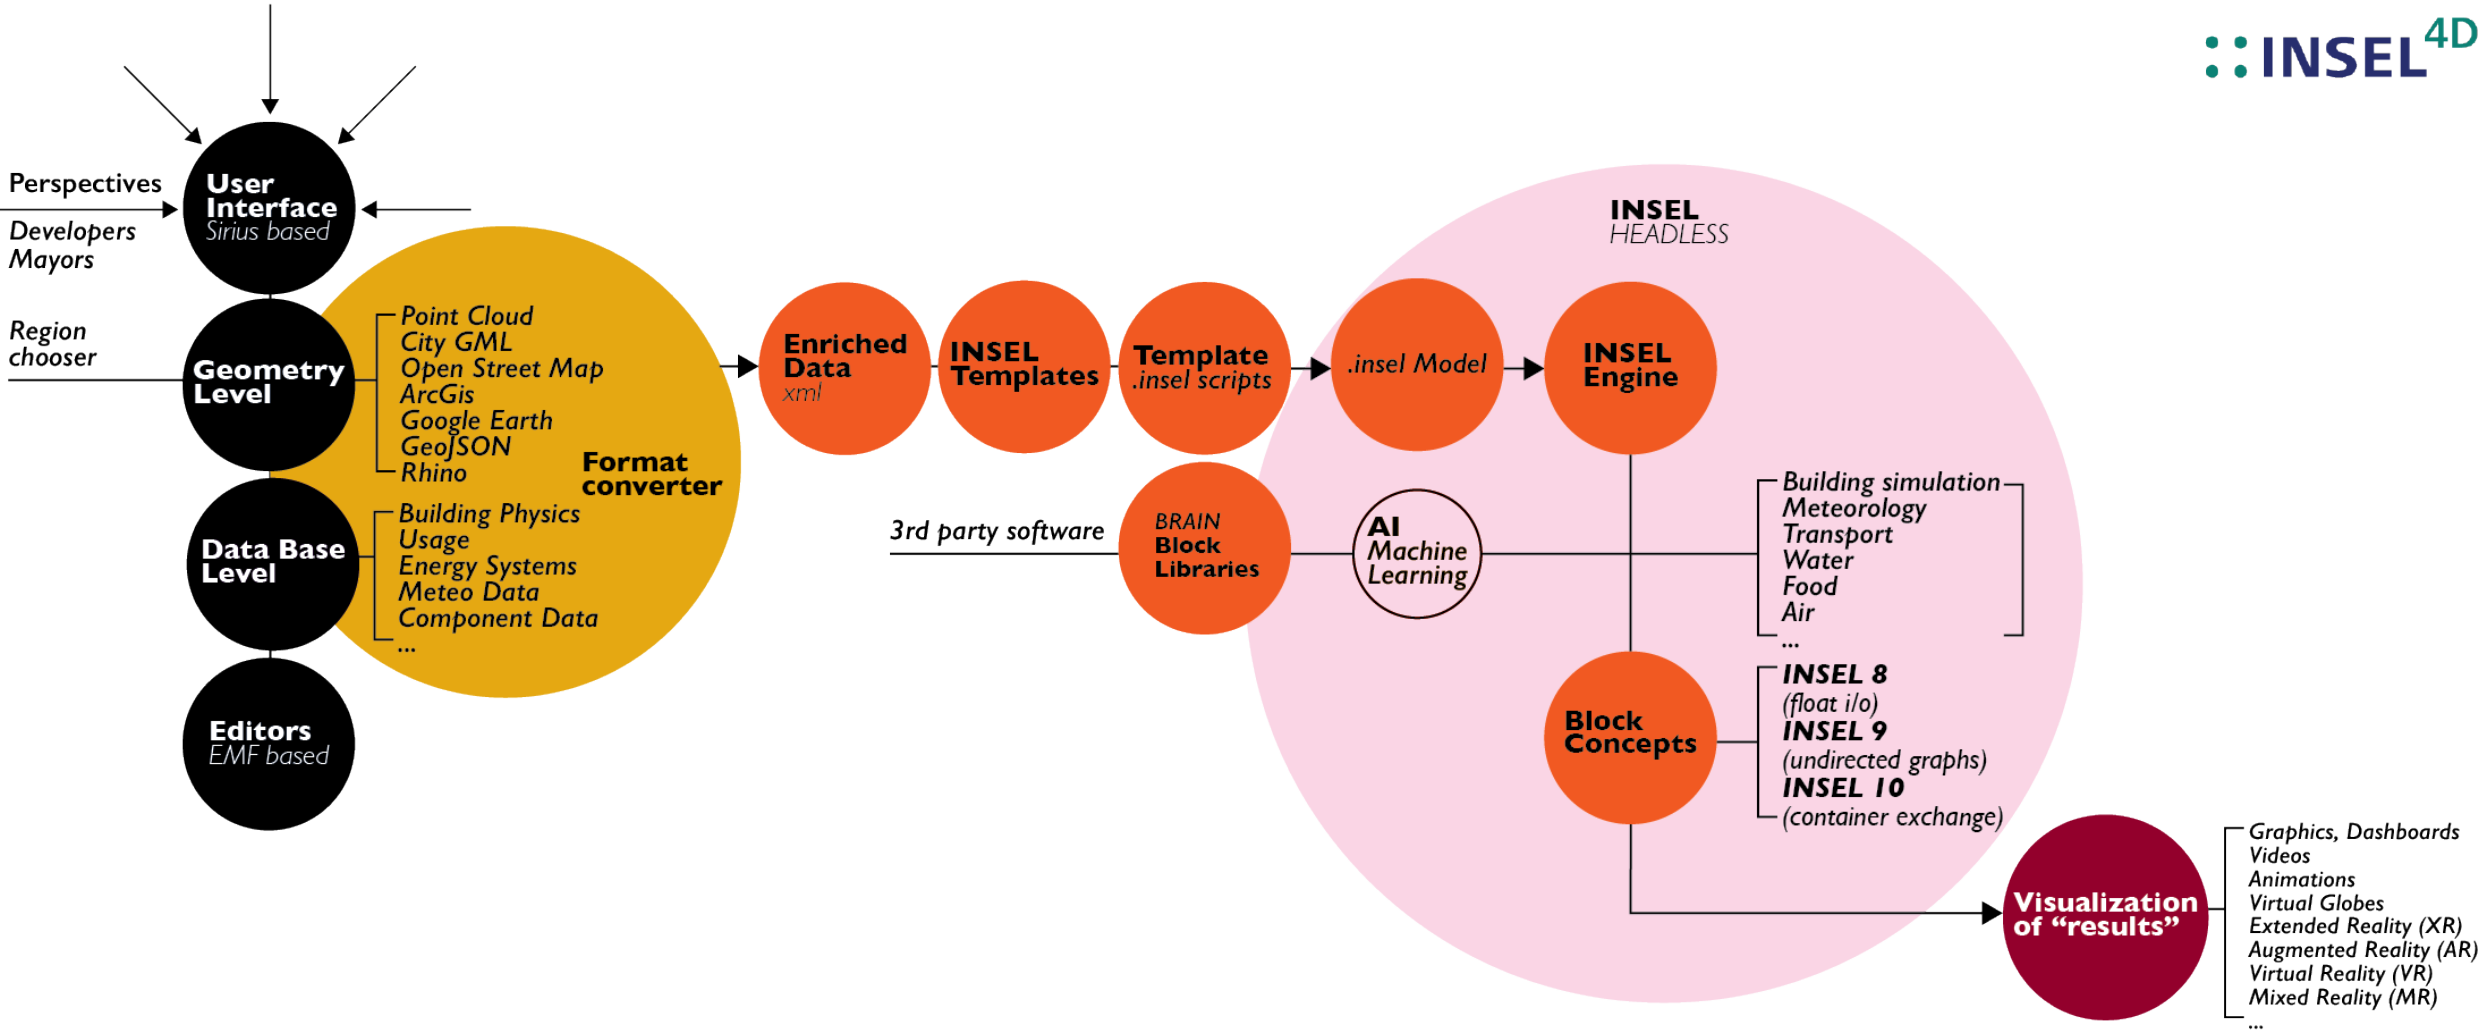 INSEL 4D
Perspectives
Developers
Mayors
User
Interface
Sirius based
Region
chooser
Geometry
Level
Point Cloud
City GML
Open Street Map
ArcGis
Google Earth
GeoJSON
Rhino
Format
converter
Data Base
Level
Building Physics
Usage
Energy Systems
Meteo Data
Component Data
...
Editors
EMF based
Enriched
Data
xml
INSEL
Templates
Template
.insel scripts
INSEL
HEADLESS
.insel Model
INSEL
Engine
3rd party software
BRAIN
Block
Libraries
AI
Machine
Learning
Building simulation
Meteorology
Transport
Water
Food
Air
...
Block
Concepts
INSEL 8
(float i/o)
INSEL 9
(undirected graphs)
INSEL 10
(container exchange)
Visualization
of “results”
Graphics, Dashboards
Videos
Animations
Virtual Globes
Extended Reality (XR)
Augmented Reality (AR)
Virtual Reality (VR)
Mixed Reality (MR)
...